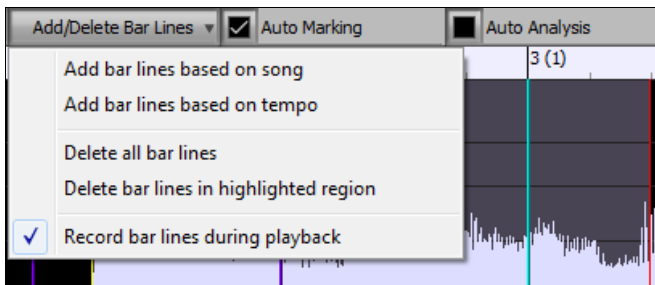 Add/Delete Bar Lines Auto Marking Auto Analysis
3 (1)
Add bar lines based on song
Add bar lines based on tempo
Delete all bar lines
Delete bar lines in highlighted region
Record bar lines during playback